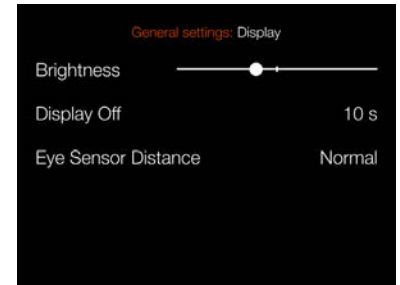 General settings: Display
Brightness
Display Off 10 s
Eye Sensor Distance Normal